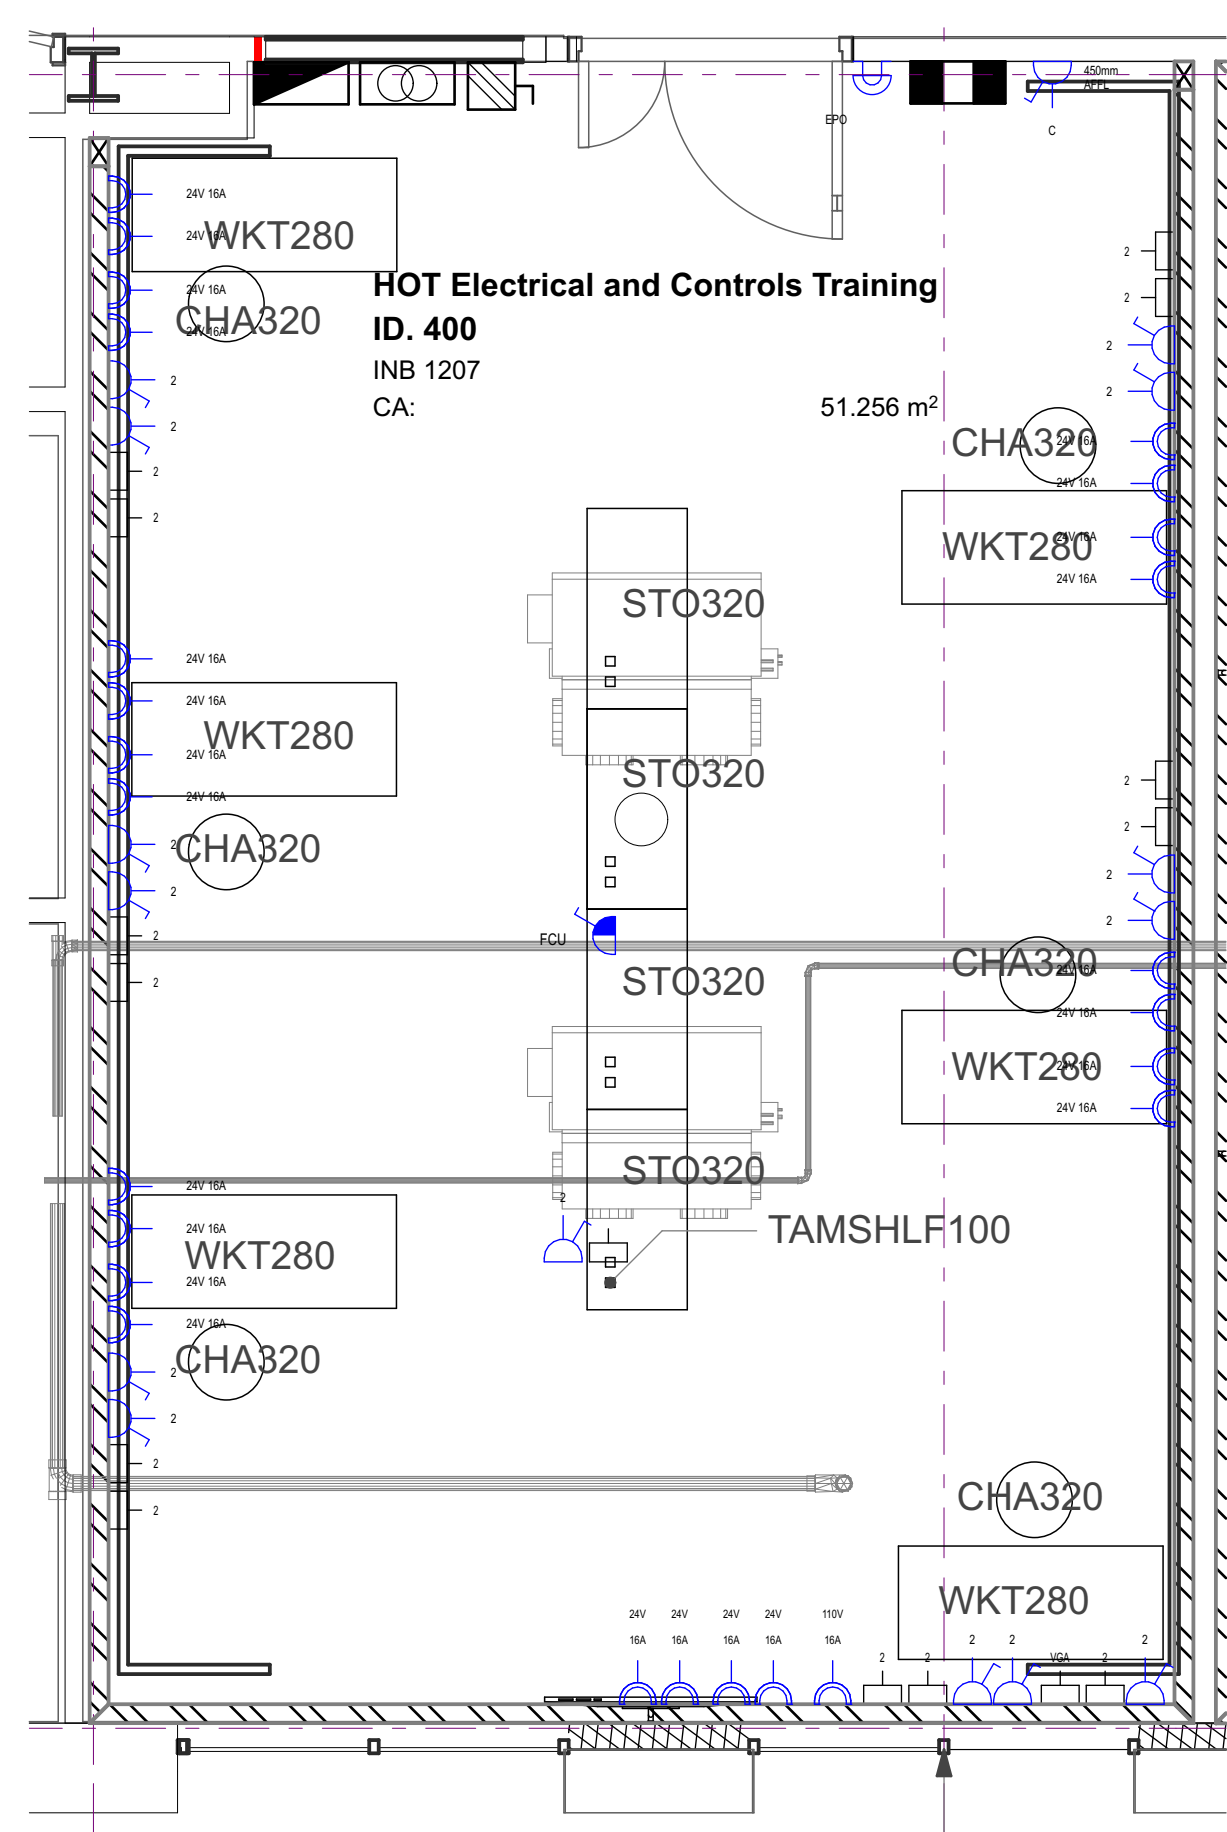 450mm
AFFL
EPO
C
24V 16A
24V 16A
WKT280
2
HOT Electrical and Controls Training
24V 16A
2
CHA320
24V 16A
ID. 400
2
INB 1207
2
2
CA: 51.256 m2
2
CHA320
24V 16A
2
24V 16A
2
WKT280
24V 16A
24V 16A
STO320
24V 16A
24V 16A
WKT280
24V 16A
STO320
2
24V 16A
2
2
CHA320
2
2
2
2
FCU
CHA320
24V 16A
2
STO320
24V 16A
WKT280
24V 16A
24V 16A
STO320
24V 16A
2
24V 16A
TAMSHLF100
WKT280
24V 16A
24V 16A
CHA320
2
2
2
CHA320
2
WKT280
24V 24V 24V 24V 110V
16A 16A 16A 16A 16A
2 2 2 2 VGA 2 2